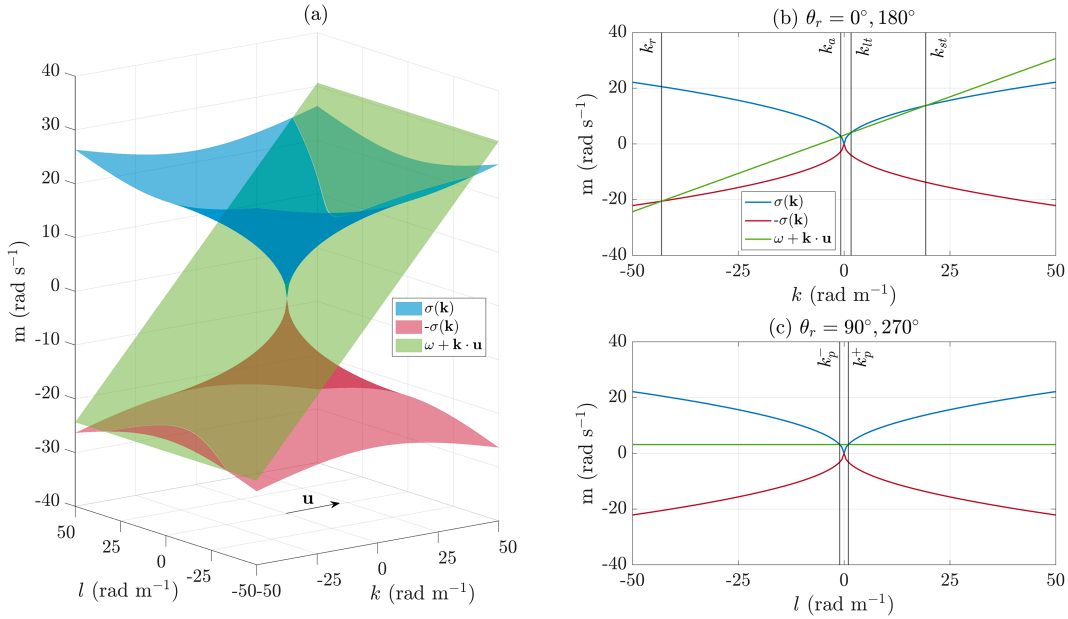 (a)
40
30
20
10
0
-10
-20
-30
-40
m (rad s⁻¹)
50
25
0
-25
-50
l (rad m⁻¹)
-50
-25
0
25
50
k (rad m⁻¹)
u
σ(k)
-σ(k)
ω + k · u
(b) θᵣ = 0°, 180°
kᵣ
kₐ
kₗₜ
kₛₜ
40
20
0
-20
-40
m (rad s⁻¹)
σ(k)
-σ(k)
ω + k · u
-50
-25
0
25
50
k (rad m⁻¹)
(c) θᵣ = 90°, 270°
kₚ⁻
kₚ⁺
40
20
0
-20
-40
m (rad s⁻¹)
-50
-25
0
25
50
l (rad m⁻¹)